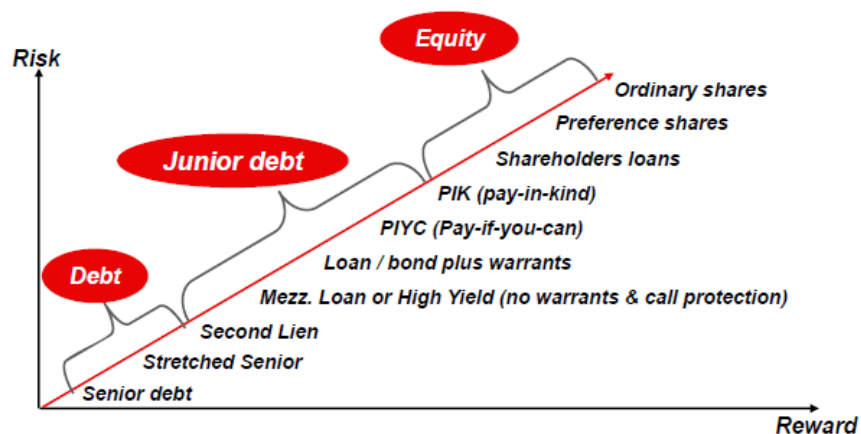 Equity
Risk
Ordinary shares
Preference shares
Junior debt
Shareholders loans
PIK (pay-in-kind)
PIYC (Pay-if-you-can)
Loan / bond plus warrants
Debt
Mezz. Loan or High Yield (no warrants & call protection)
Second Lien
Stretched Senior
Senior debt
Reward